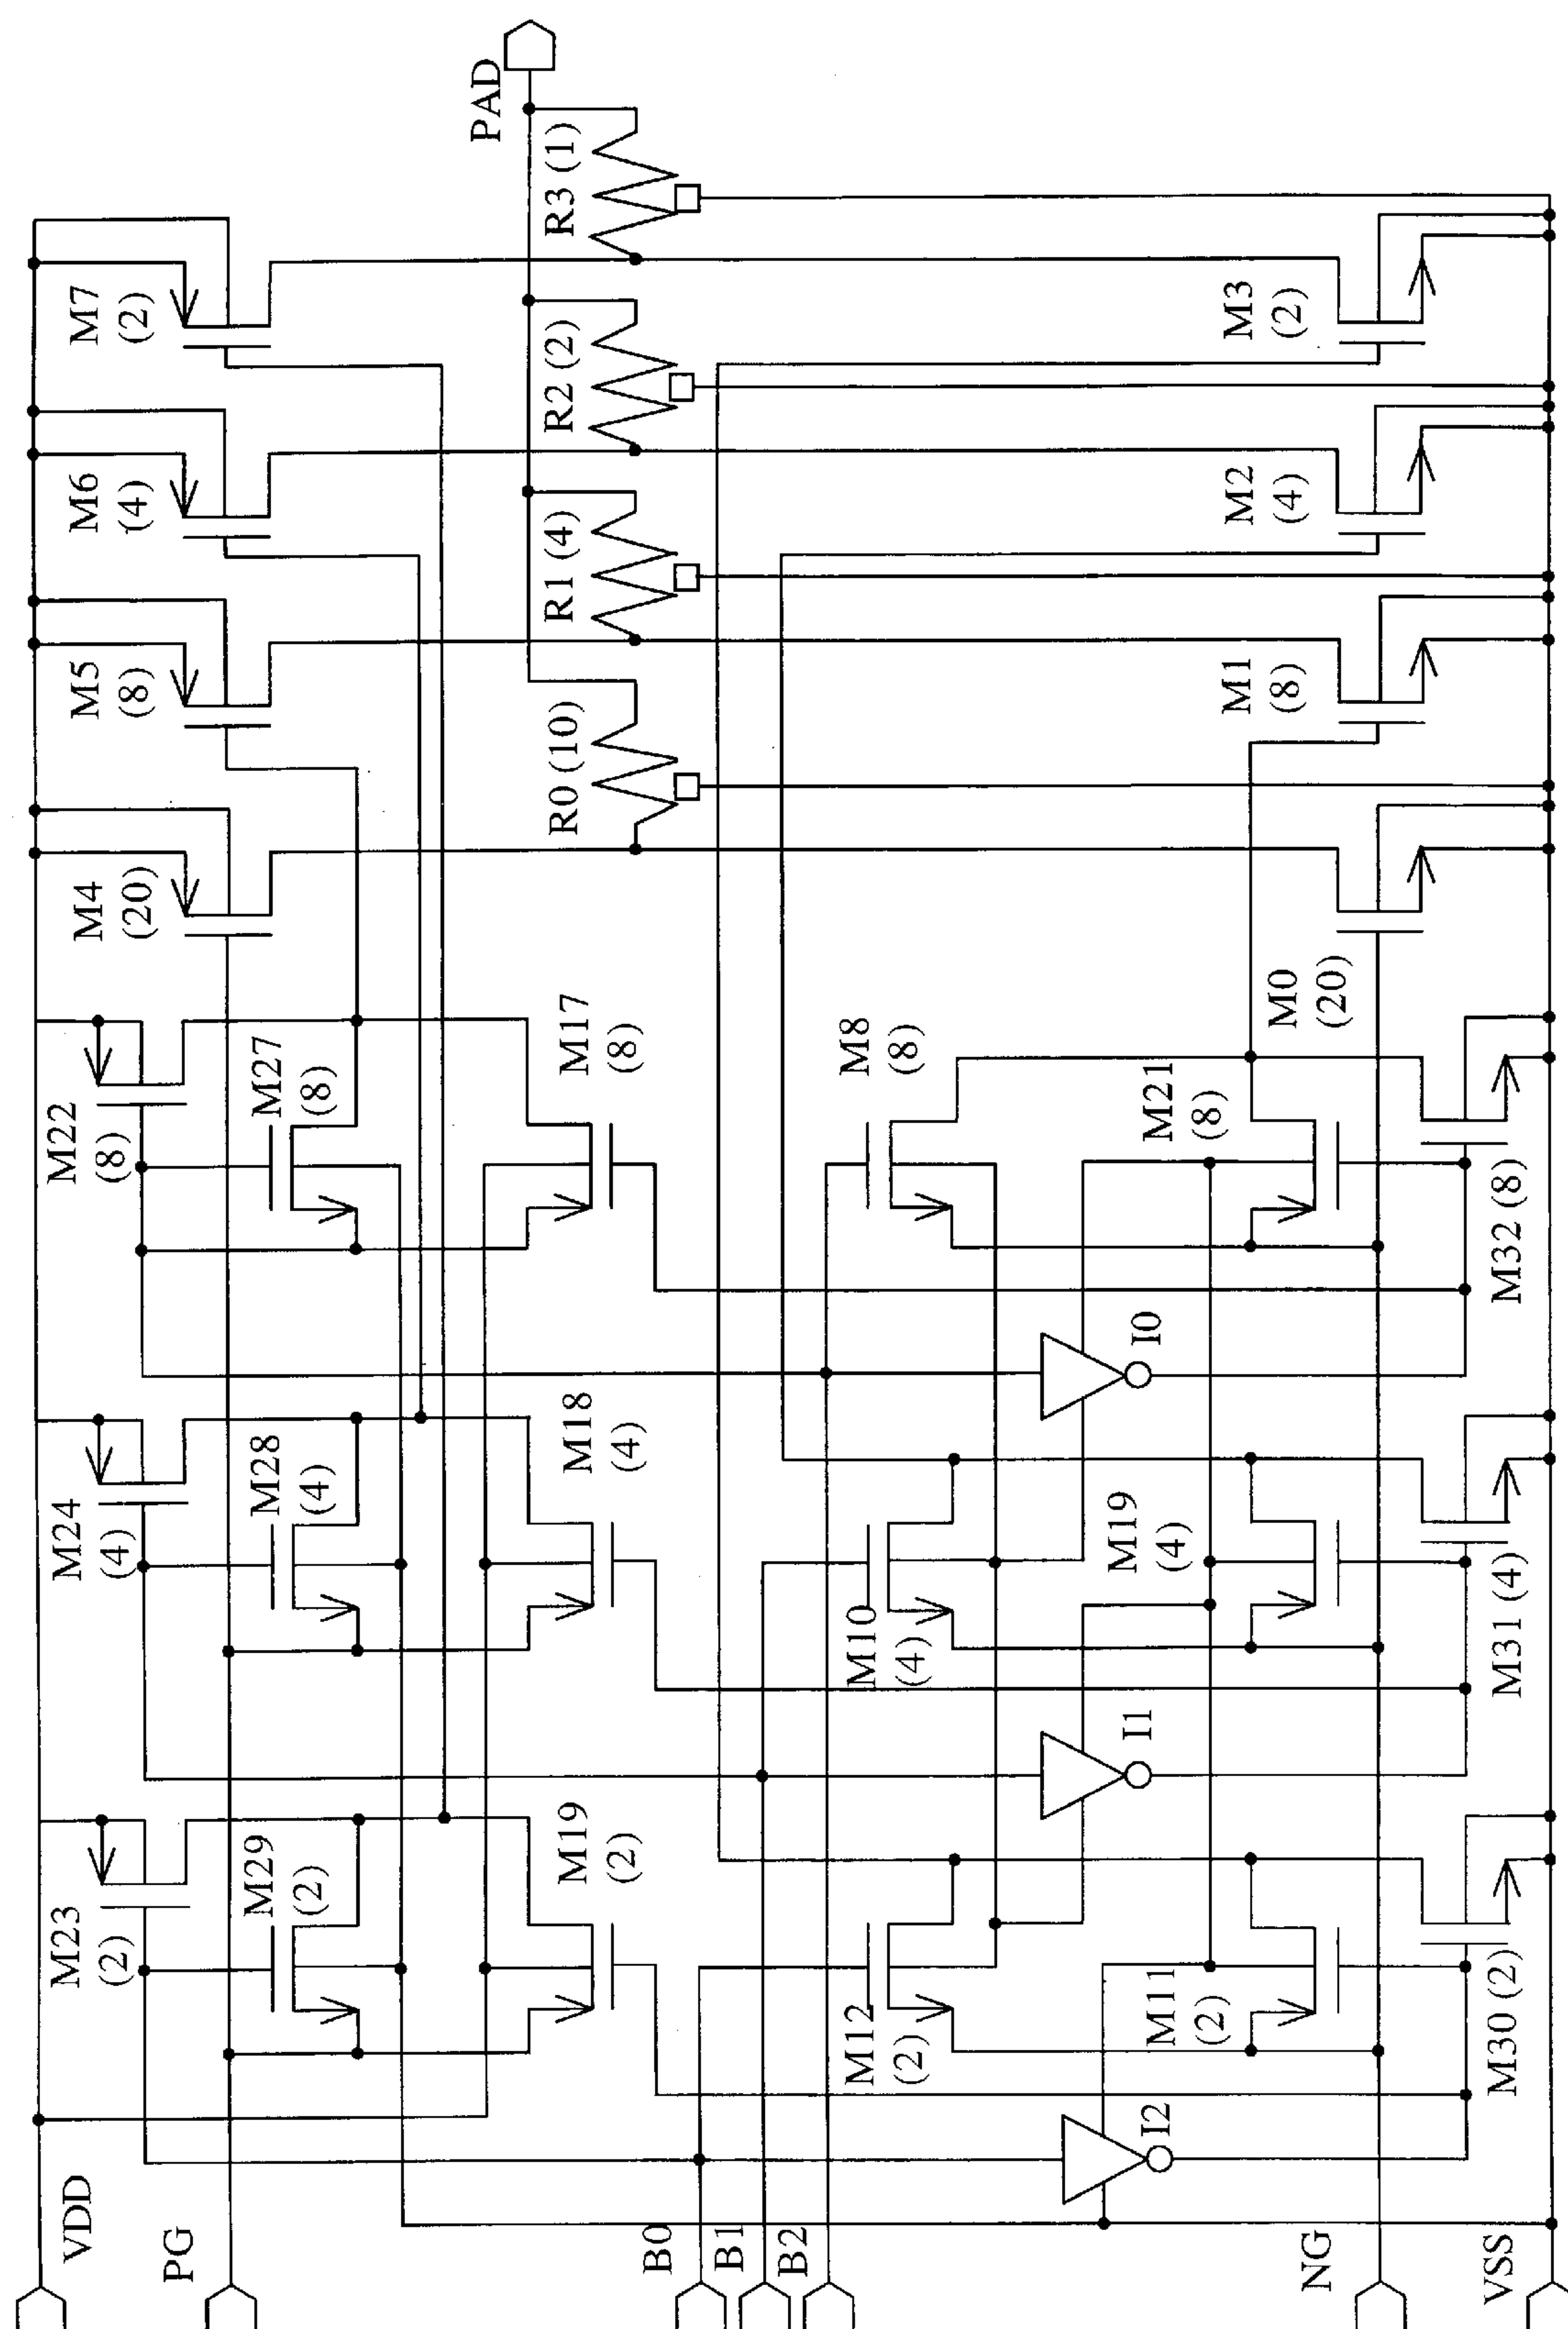 PAD
R3 (1)
M7
(2)
M3
(2)
R2 (2)
M6
(4)
M2
(4)
R1 (4)
M5
(8)
M1
(8)
R0 (10)
M4
(20)
M0
(20)
M22
(8)
M27
(8)
M17
(8)
M8
(8)
M21
(8)
M32 (8)
I0
M24
(4)
M28
(4)
M18
(4)
M10
(4)
M19
(4)
M31 (4)
I1
M23
(2)
M29
(2)
M19
(2)
M12
(2)
M11
(2)
M30 (2)
I2
VDD
PG
B0
B1
B2
NG
VSS